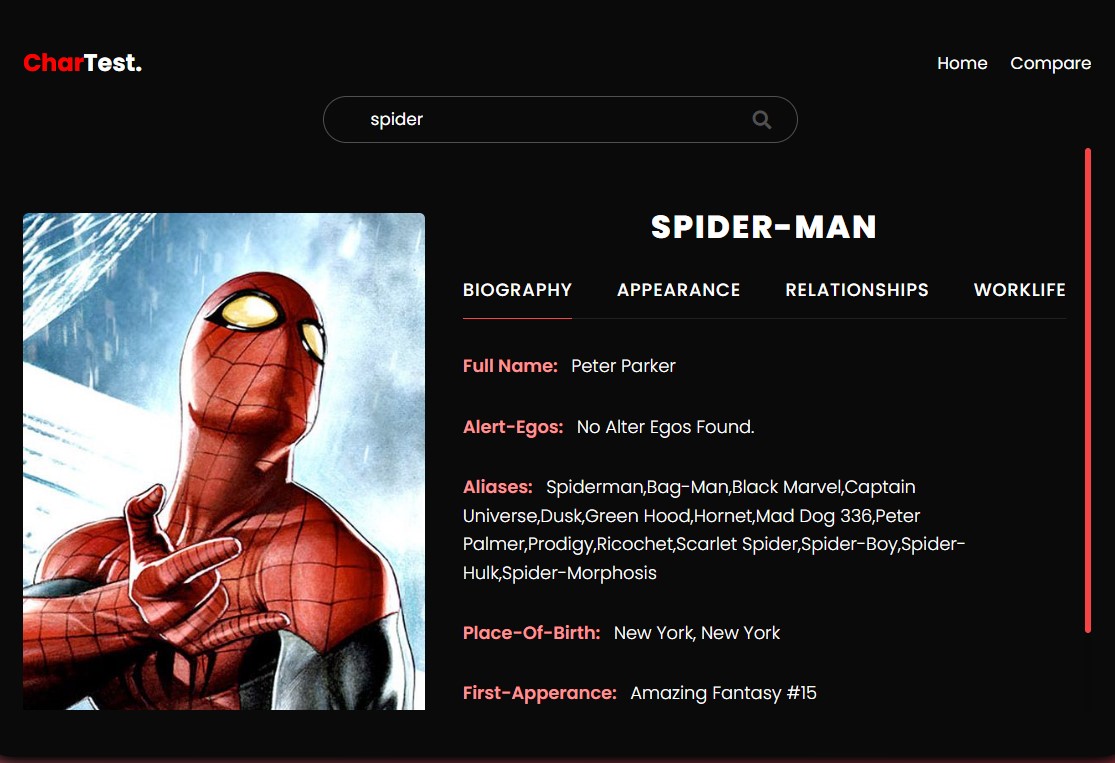 CharTest.
Home Compare
spider
SPIDER-MAN
BIOGRAPHY APPEARANCE RELATIONSHIPS WORKLIFE
Full Name: Peter Parker
Alert-Egos: No Alter Egos Found.
Aliases: Spiderman,Bag-Man,Black Marvel,Captain
Universe,Dusk,Green Hood,Hornet,Mad Dog 336,Peter
Palmer,Prodigy,Ricochet,Scarlet Spider,Spider-Boy,Spider-
Hulk,Spider-Morphosis
Place-Of-Birth: New York, New York
First-Apperance: Amazing Fantasy #15